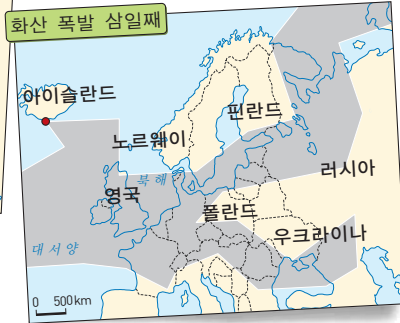 화산 폭발 삼일째
아이슬란드
노르웨이
핀란드
러시아
북해
영국
폴란드
우크라이나
대서양
0 500km